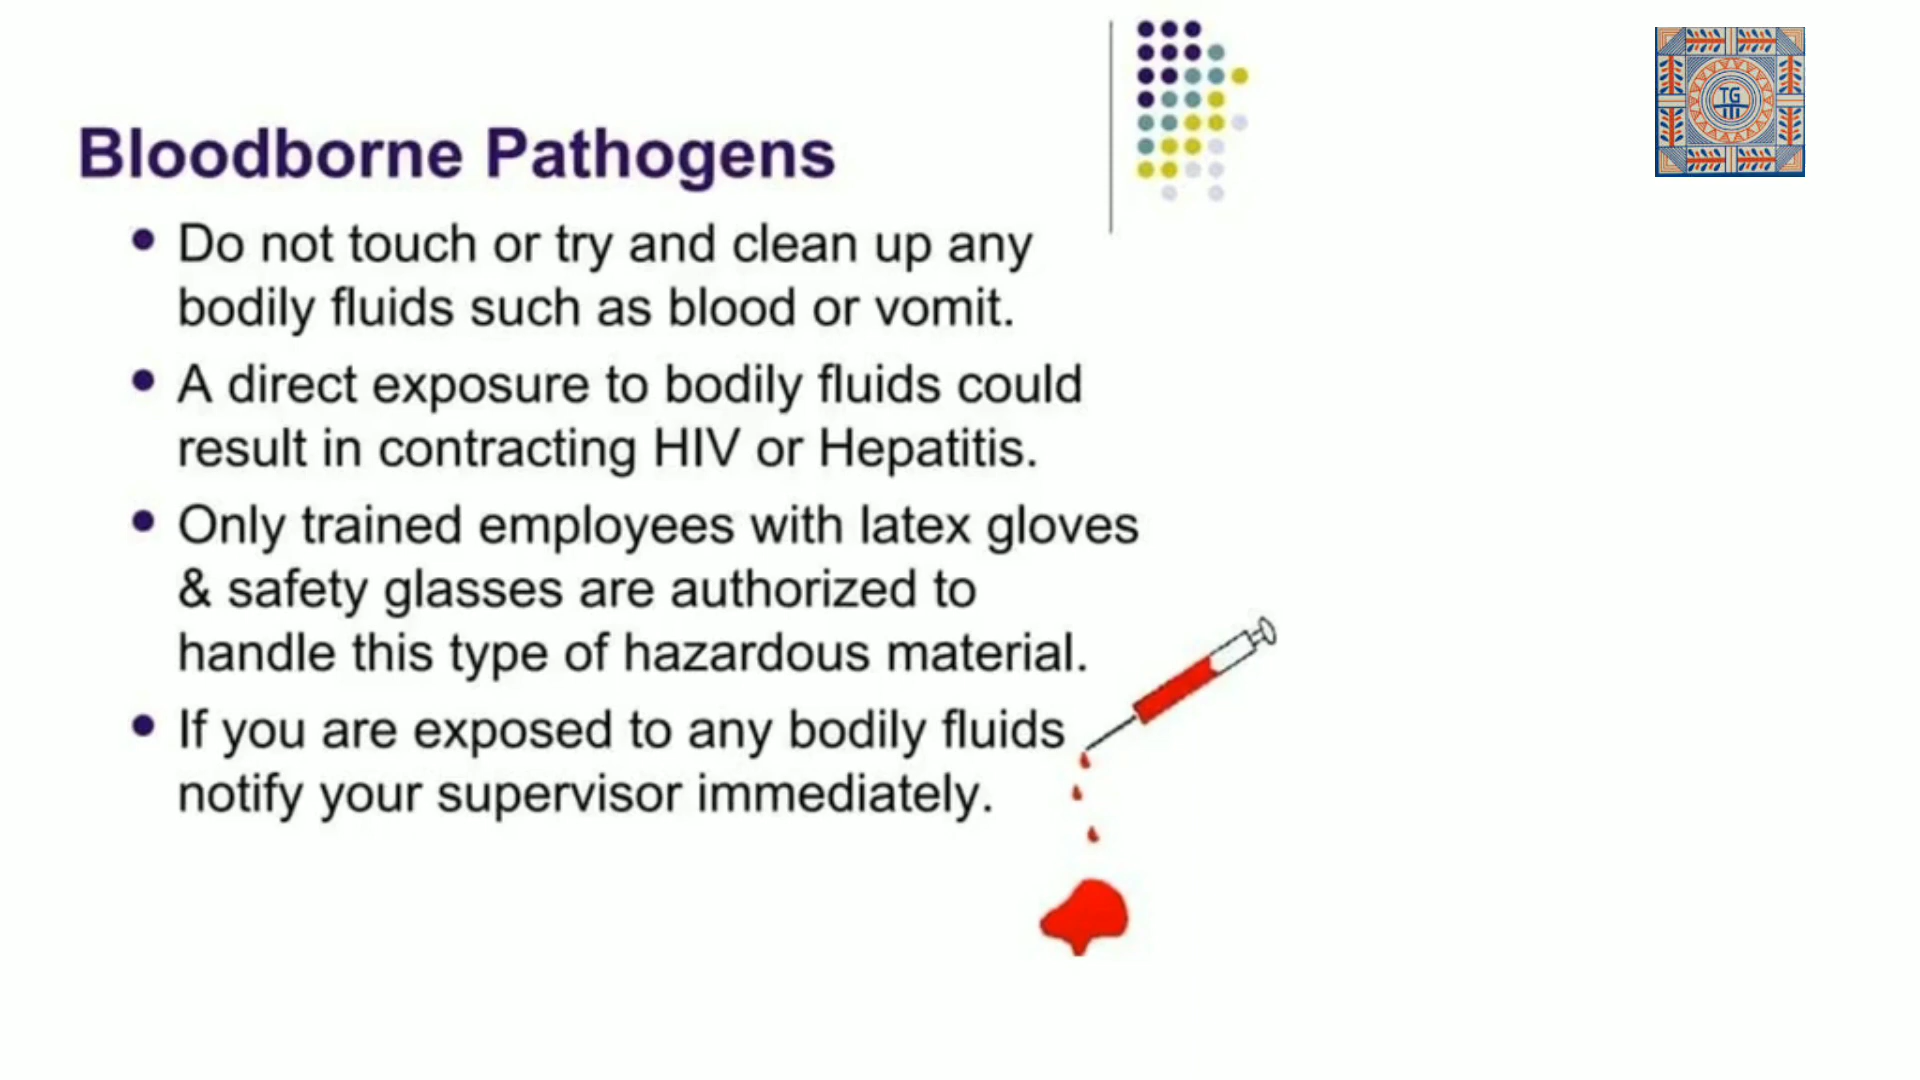 Bloodborne Pathogens
Do not touch or try and clean up any
bodily fluids such as blood or vomit.
A direct exposure to bodily fluids could
result in contracting HIV or Hepatitis.
Only trained employees with latex gloves
& safety glasses are authorized to
handle this type of hazardous material.
If you are exposed to any bodily fluids
notify your supervisor immediately.
TG